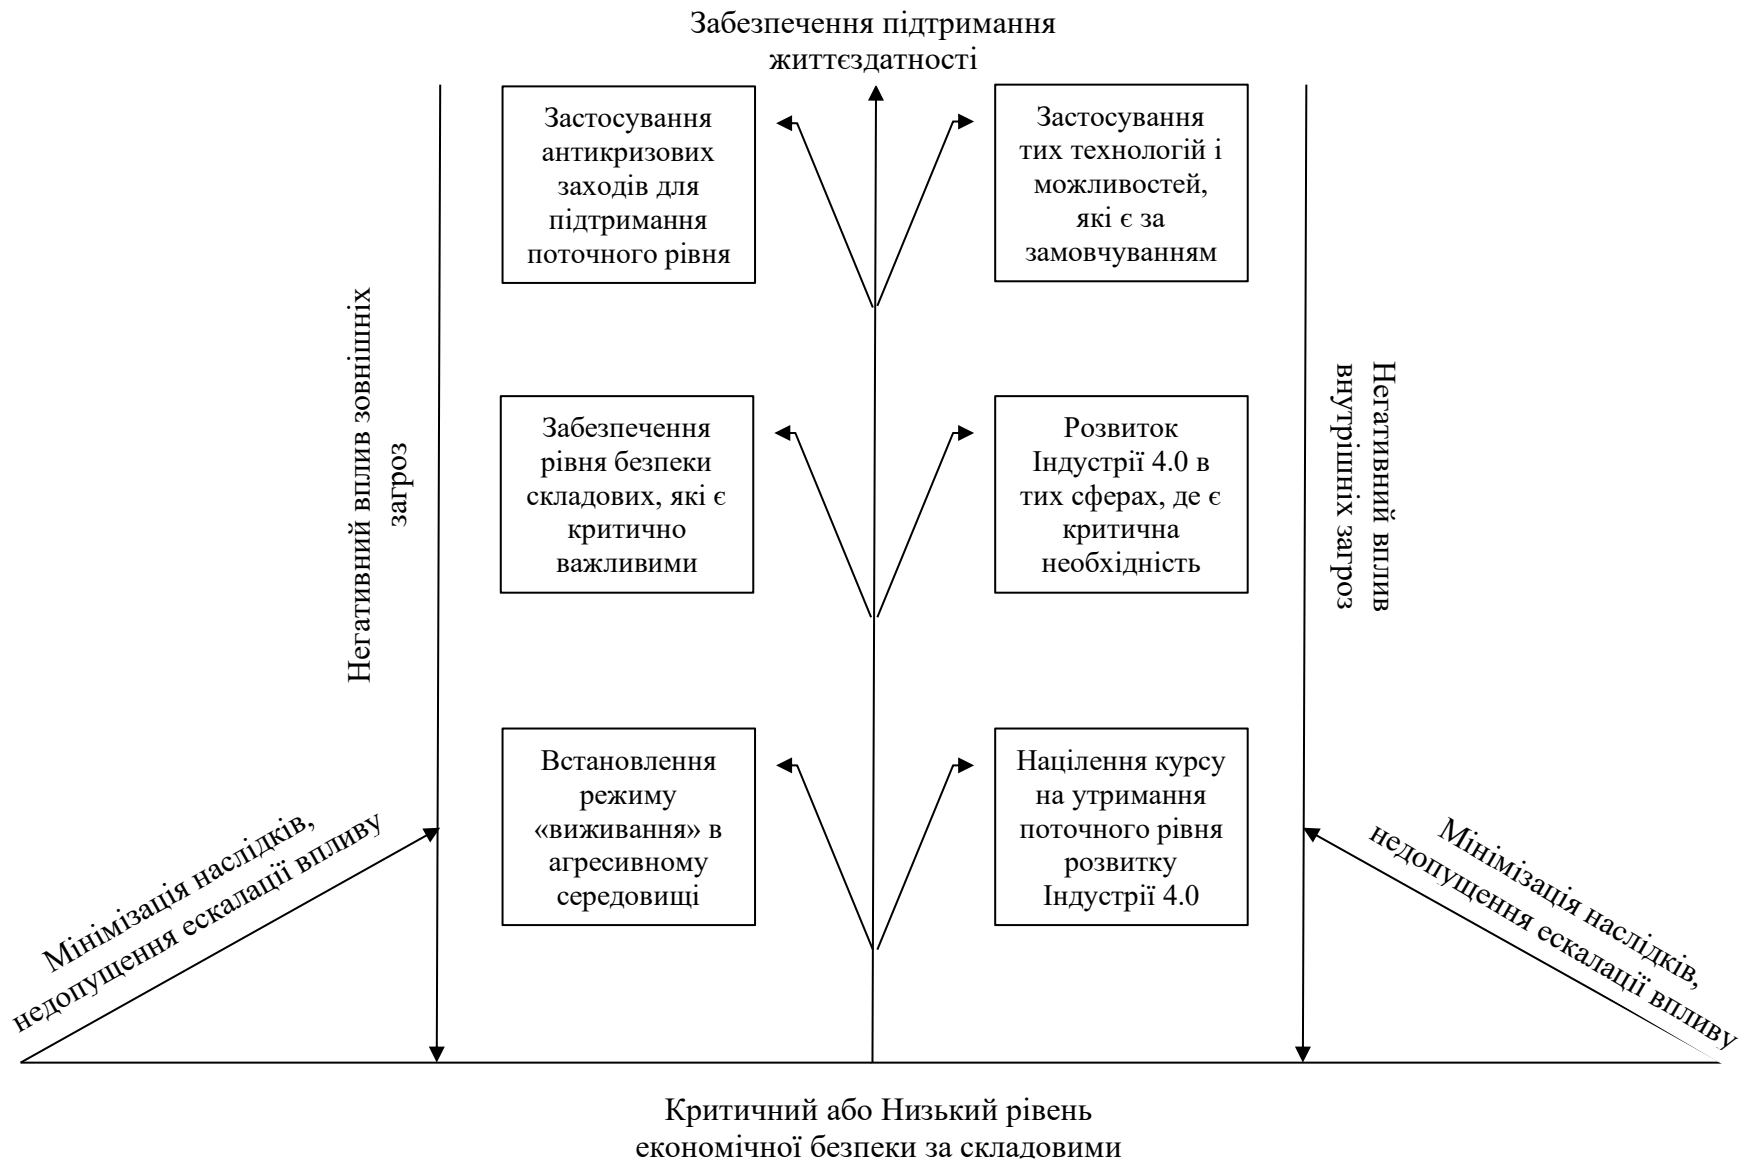 Забезпечення підтримання
життєздатності
Застосування
антикризових
заходів для
підтримання
поточного рівня
Застосування
тих технологій і
можливостей,
які є за
замовчуванням
Негативний вплив зовнішніх
загроз
Забезпечення
рівня безпеки
складових, які є
критично
важливими
Розвиток
Індустрії 4.0 в
тих сферах, де є
критична
необхідність
Негативний вплив
внутрішніх загроз
Встановлення
режиму
«виживання» в
агресивному
середовищі
Націлення курсу
на утримання
поточного рівня
розвитку
Індустрії 4.0
Мінімізація наслідків,
недопущення ескалації впливу
Мінімізація наслідків,
недопущення ескалації впливу
Критичний або Низький рівень
економічної безпеки за складовими